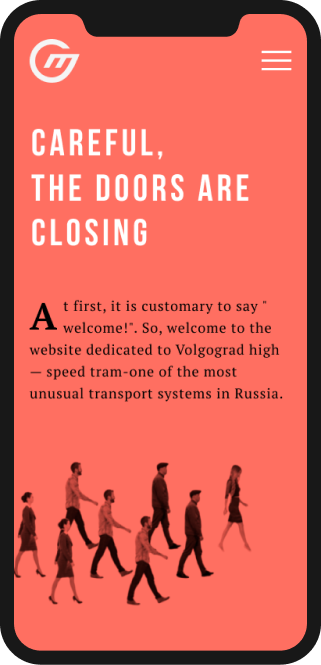 CAREFUL,
THE DOORS ARE
CLOSING
At first, it is customary to say "
welcome!". So, welcome to the
website dedicated to Volgograd high
— speed tram-one of the most
unusual transport systems in Russia.